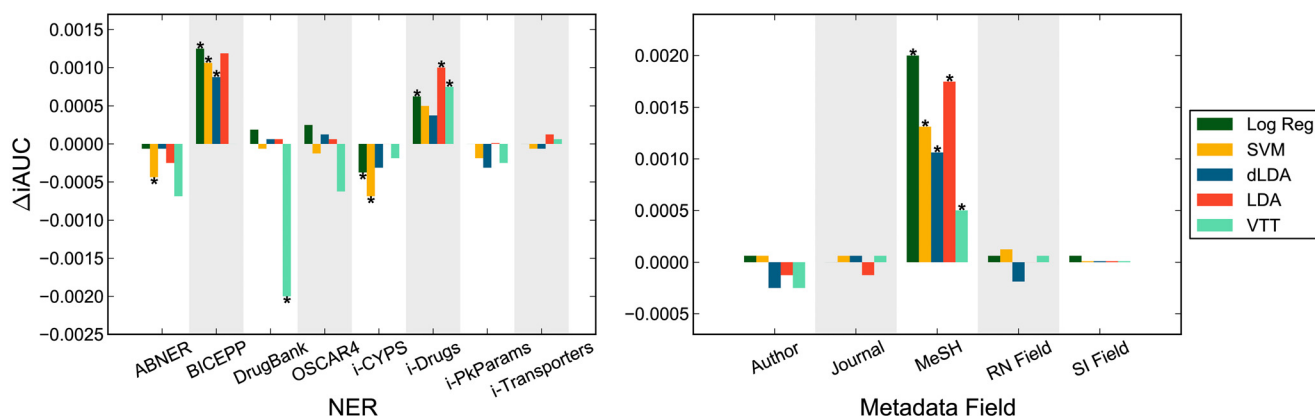 ΔiAUC
0.0015
0.0010
0.0005
0.0000
−0.0005
−0.0010
−0.0015
−0.0020
−0.0025
ABNER
BICEPP
DrugBank
OSCAR4
i-CYPS
i-Drugs
i-PkParams
i-Transporters
NER
0.0020
0.0015
0.0010
0.0005
0.0000
−0.0005
Author
Journal
MeSH
RN Field
SI Field
Metadata Field
Log Reg
SVM
dLDA
LDA
VTT